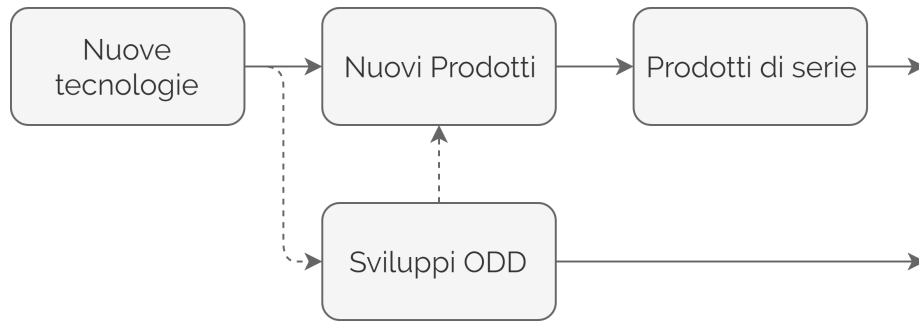 Nuove
tecnologie
Nuovi Prodotti
Prodotti di serie
Sviluppi ODD